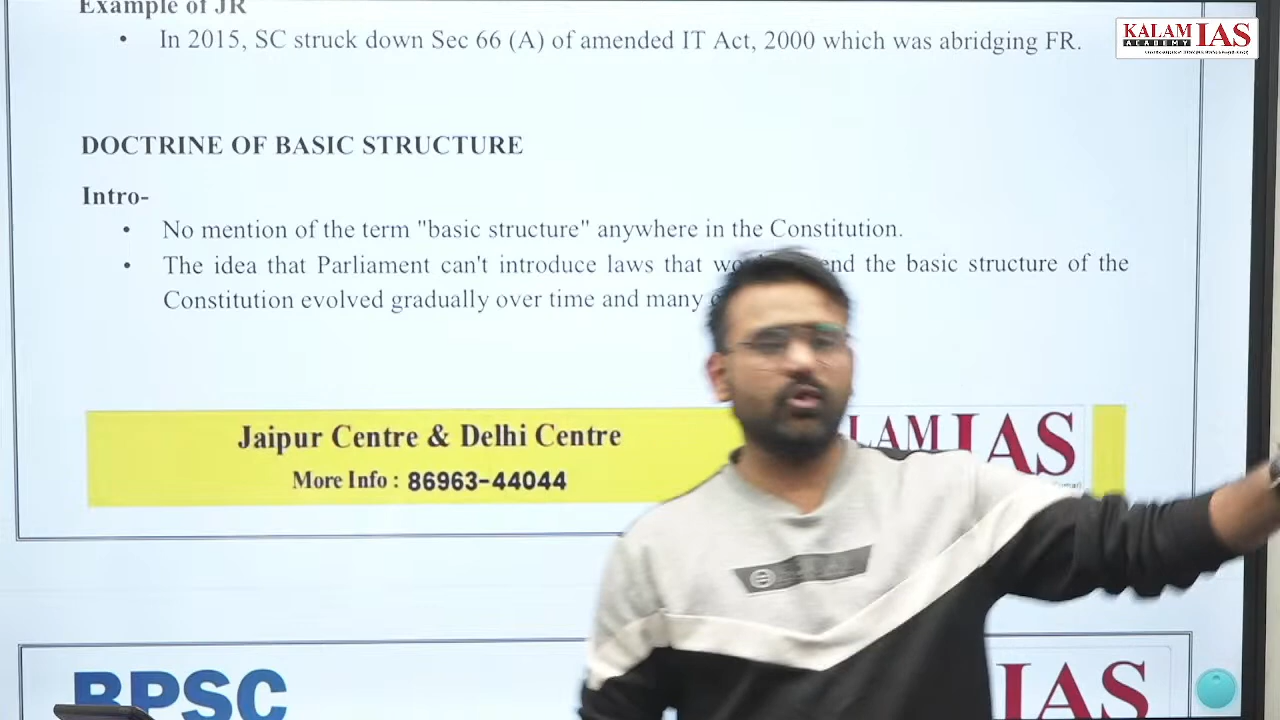 Example of JR
• In 2015, SC struck down Sec 66 (A) of amended IT Act, 2000 which was abridging FR.
KALAM IAS
ACADEMY
DOCTRINE OF BASIC STRUCTURE
Intro-
• No mention of the term "basic structure" anywhere in the Constitution.
• The idea that Parliament can't introduce laws that end the basic structure of the
Constitution evolved gradually over time and many
Jaipur Centre & Delhi Centre
More Info : 86963-44044
LAM IAS
BPSC
IAS